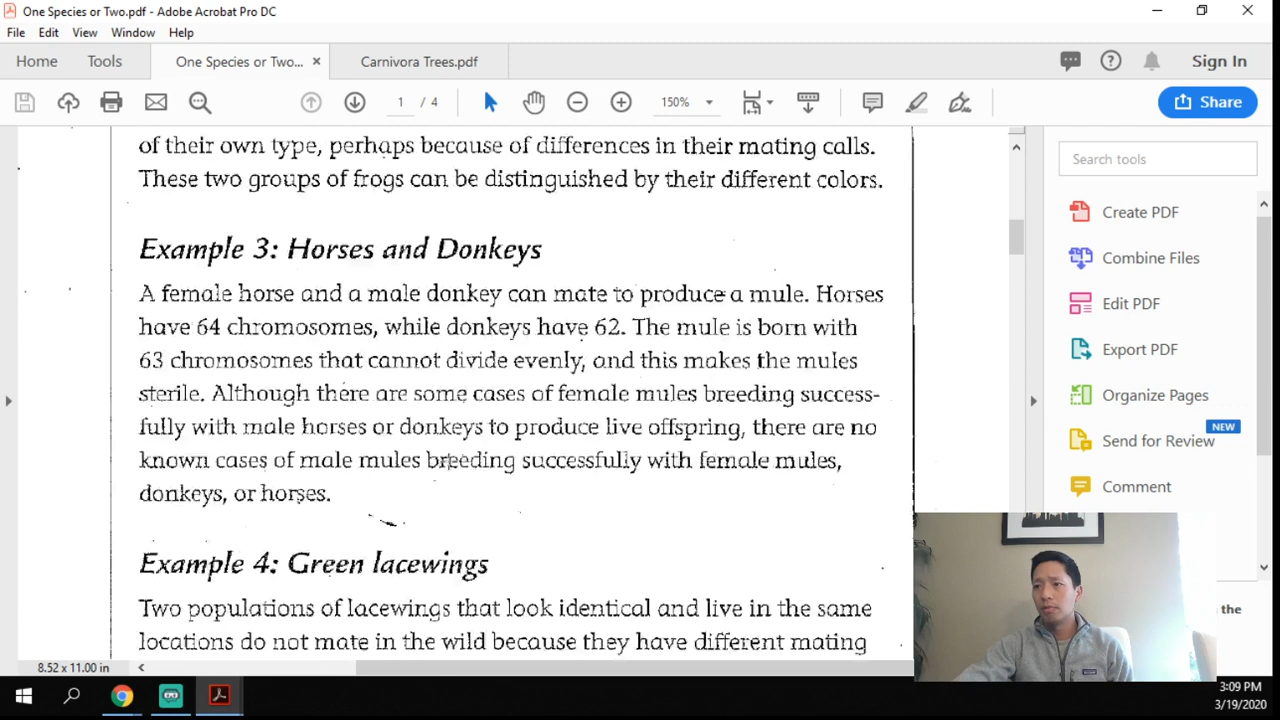 One Species or Two.pdf - Adobe Acrobat Pro DC
File Edit View Window Help
Home Tools One Species or Two... × Carnivora Trees.pdf Sign In
1 / 4 150% Share
of their own type, perhaps because of differences in their mating calls.
These two groups of frogs can be distinguished by their different colors.
Example 3: Horses and Donkeys
A female horse and a male donkey can mate to produce a mule. Horses
have 64 chromosomes, while donkeys have 62. The mule is born with
63 chromosomes that cannot divide evenly, and this makes the mules
sterile. Although there are some cases of female mules breeding success-
fully with male horses or donkeys to produce live offspring, there are no
known cases of male mules breeding successfully with female mules,
donkeys, or horses.
Example 4: Green lacewings
Two populations of lacewings that look identical and live in the same
locations do not mate in the wild because they have different mating
8.52 x 11.00 in
Search tools
Create PDF
Combine Files
Edit PDF
Export PDF
Organize Pages
NEW
Send for Review
Comment
the
3:09 PM
3/19/2020